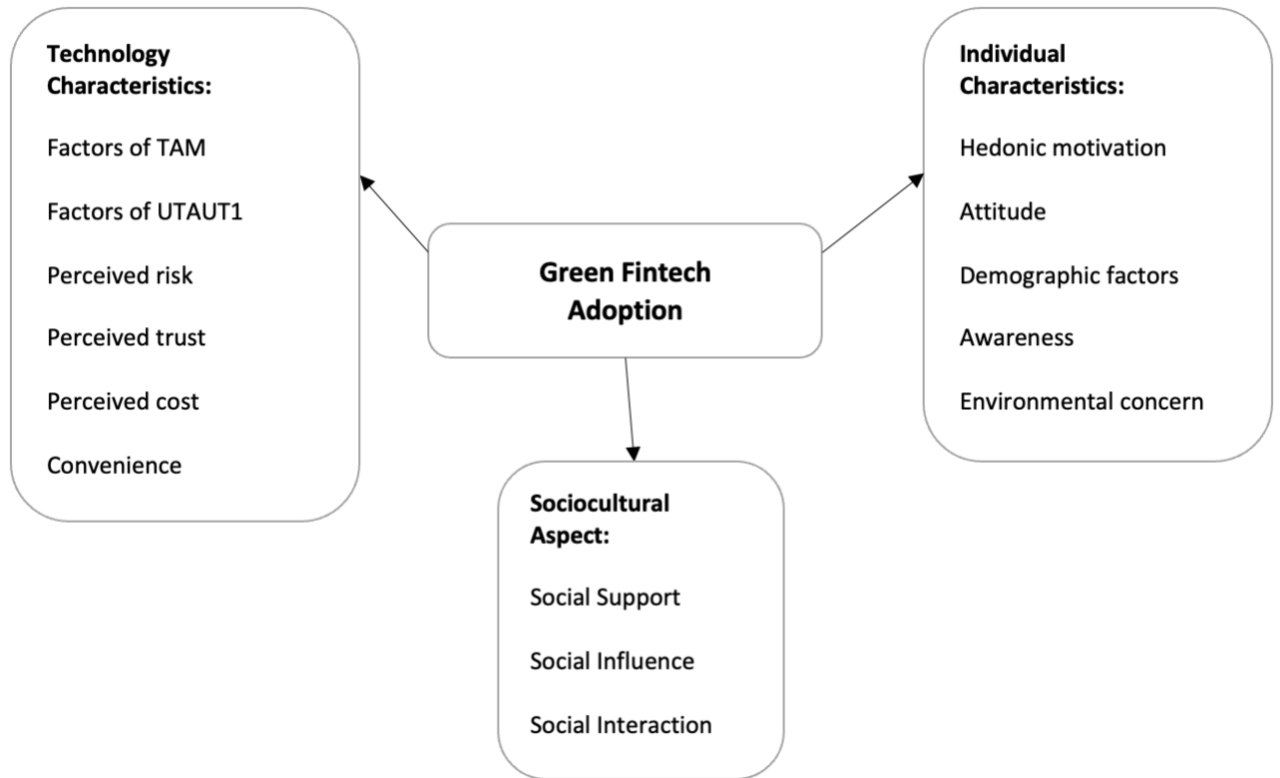 Technology
Characteristics:
Factors of TAM
Factors of UTAUT1
Perceived risk
Perceived trust
Perceived cost
Convenience
Green Fintech
Adoption
Individual
Characteristics:
Hedonic motivation
Attitude
Demographic factors
Awareness
Environmental concern
Sociocultural
Aspect:
Social Support
Social Influence
Social Interaction